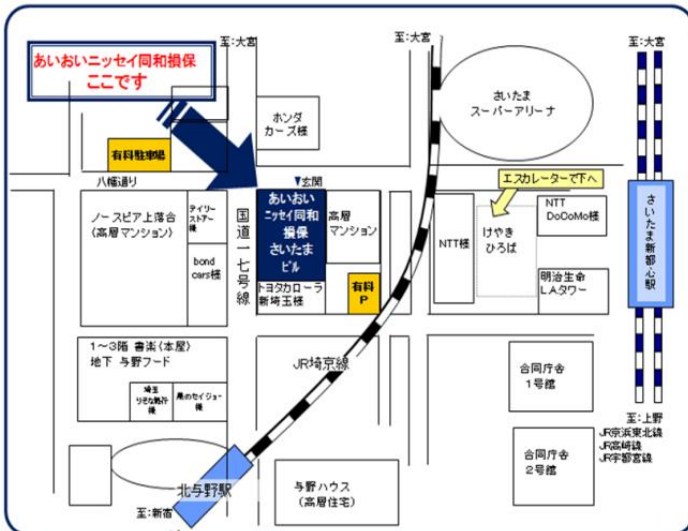 至:大宮
至:大宮
至:大宮
あいおいニッセイ同和損保
ここです
ホンダ
カーズ様
さいたま
スーパーアリーナ
有料駐車場
八幡通り
▼玄関
エスカレーターで下へ
ノースピア上落合
(高層マンション)
デイリー
ストアー
様
国道一七号線
あいおい
ニッセイ同和
損保
さいたま
ビル
高層
マンション
NTT様
けやき
ひろば
NTT
DoCoMo様
さいたま新都心駅
bond
cars様
トヨタカローラ
新埼玉様
有料
P
明治生命
L.Aタワー
1～3階 書楽(本屋)
地下 与野フード
JR埼京線
合同庁舎
1号館
埼玉
りそな銀行
様
様
至:上野
JR京浜東北線
JR高崎線
JR宇都宮線
合同庁舎
2号館
北与野駅
与野ハウス
(高層住宅)
至:新宿